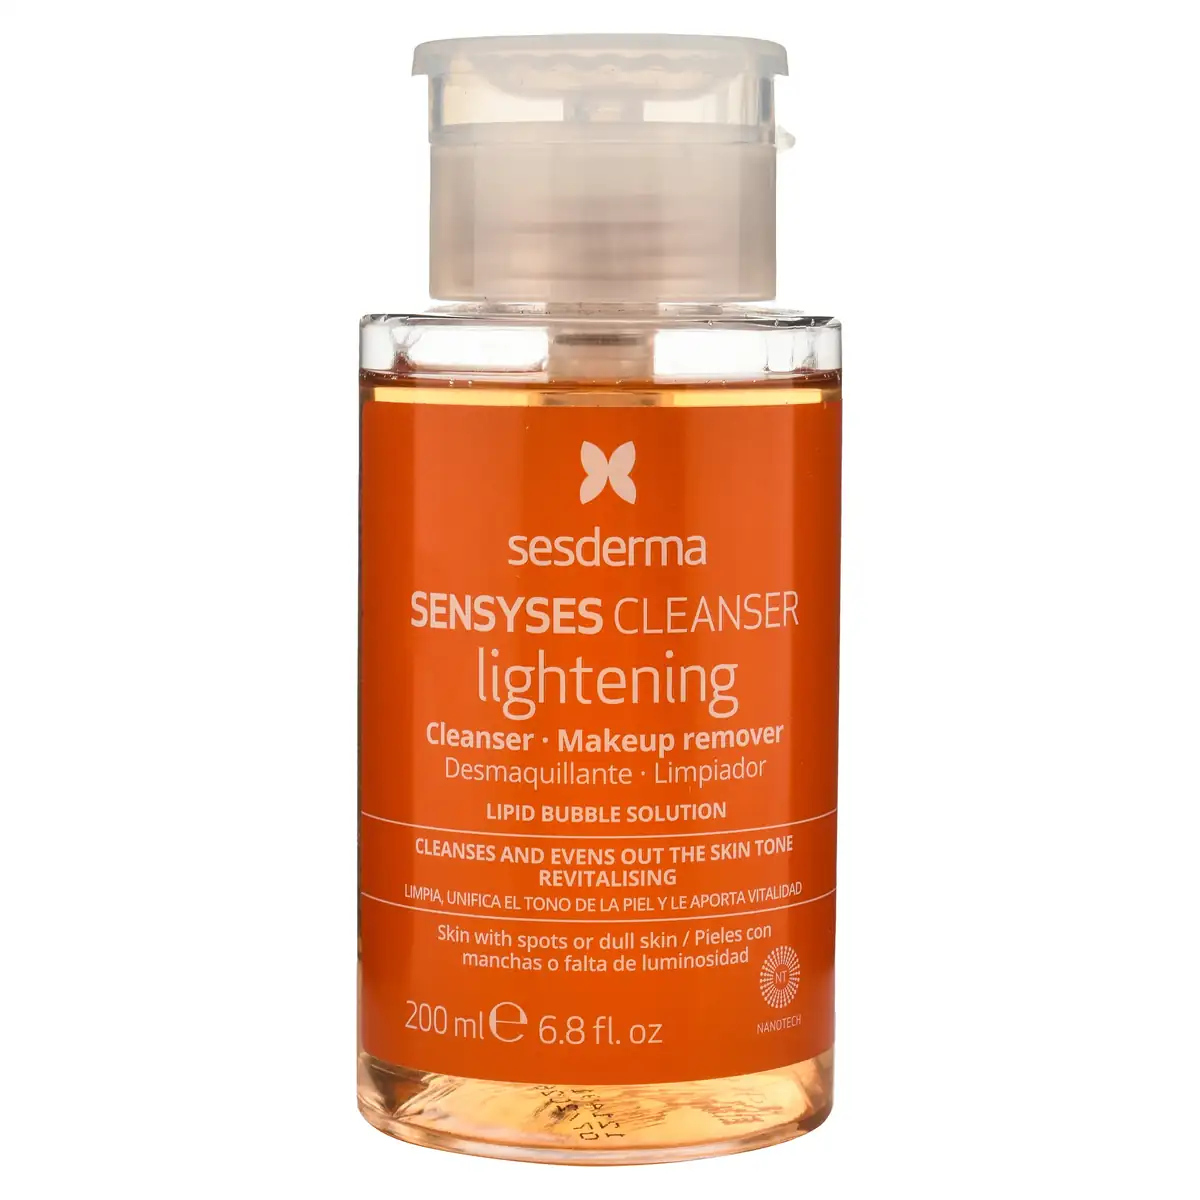 sesderma
SENSYSES CLEANSER
lightening
Cleanser · Makeup remover
Desmaquillante · Limpiador
LIPID BUBBLE SOLUTION
CLEANSES AND EVENS OUT THE SKIN TONE
REVITALISING
LIMPIA, UNIFICA EL TONO DE LA PIEL Y LE APORTA VITALIDAD
Skin with spots or dull skin / Pieles con
manchas o falta de luminosidad
NT
NANOTECH
200 ml ℮ 6.8 fl. oz